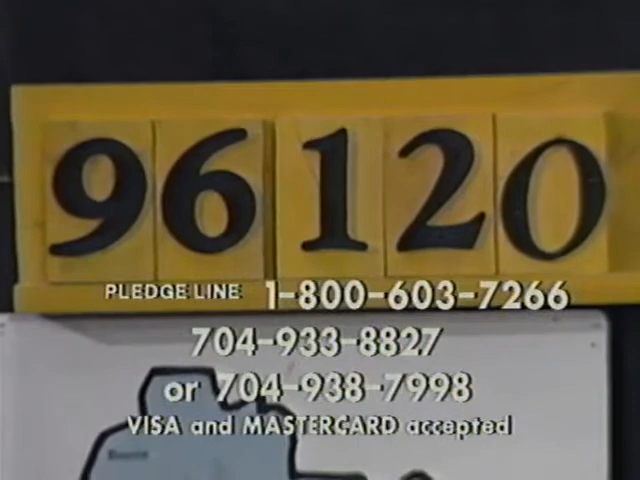 96120
PLEDGE LINE 1-800-603-7266
704-933-8827
or 704-938-7998
VISA and MASTERCARD accepted